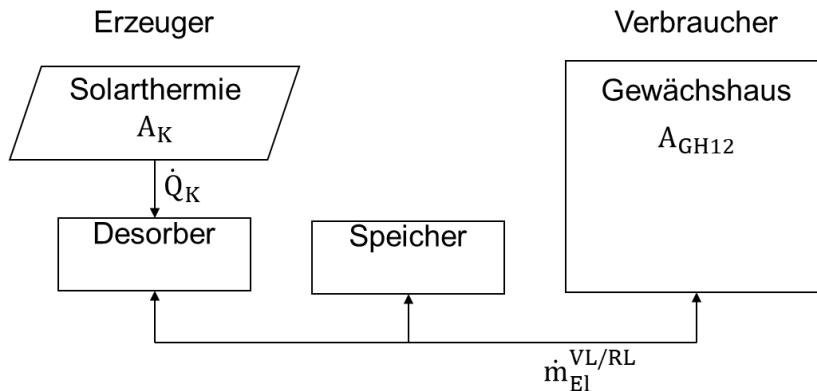 Erzeuger
Verbraucher
Solarthermie
A_K
Gewächshaus
A_GH12
Q̇_K
Desorber
Speicher
ṁ_El^VL/RL